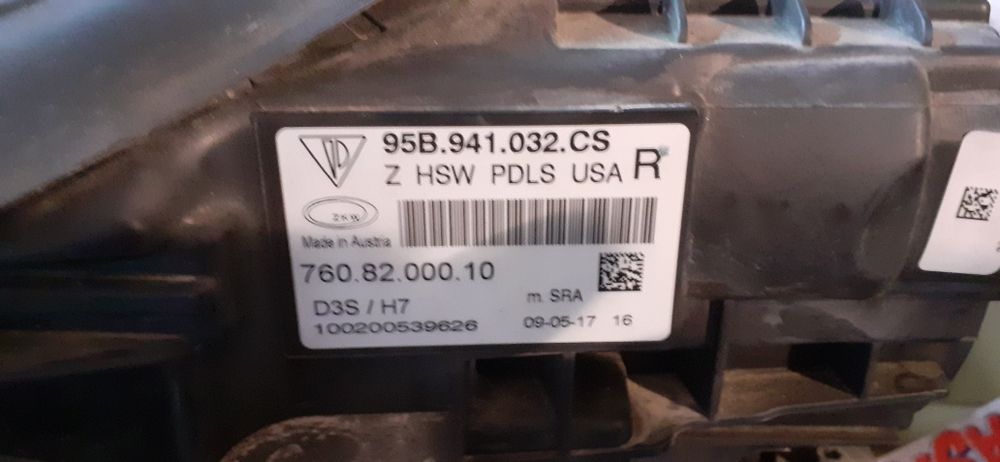 95B.941.032.CS
Z HSW PDLS USA R
ZKW
Made in Austria
760.82.000.10
D3S / H7
m. SRA
100200539626
09-05-17 16